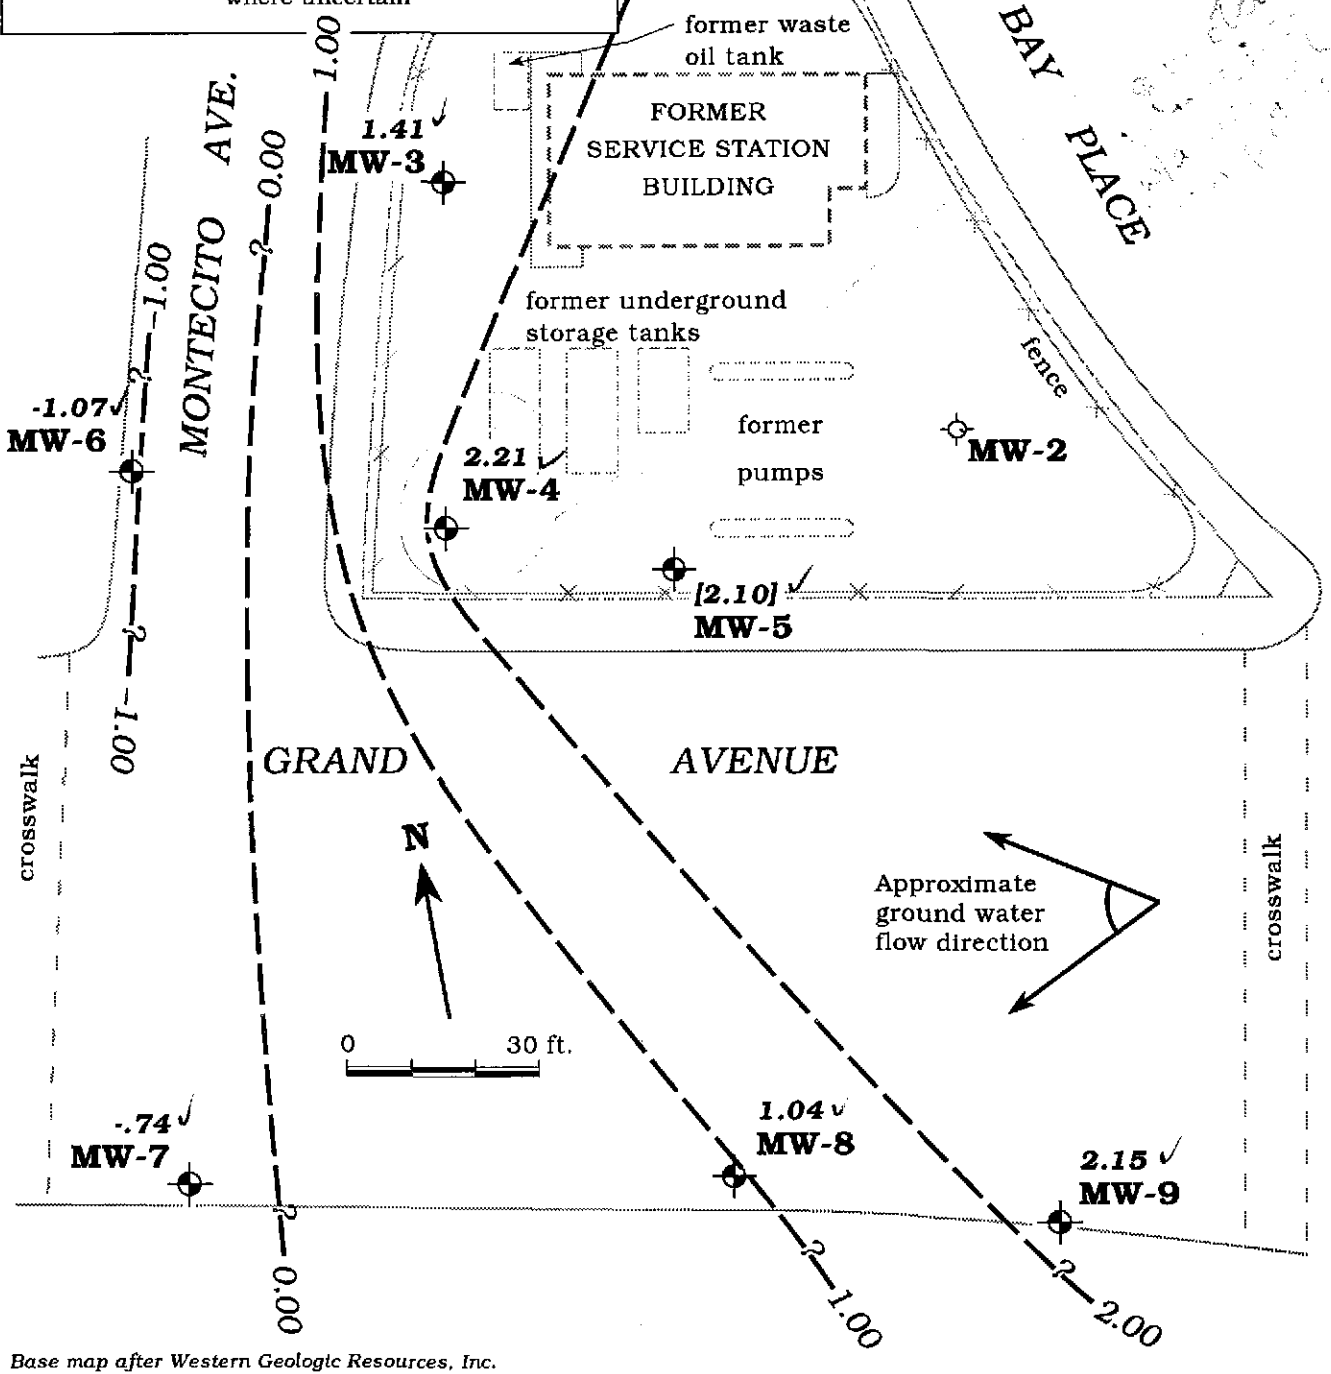 where uncertain
1.00
former waste
oil tank
BAY PLACE
FORMER
SERVICE STATION
BUILDING
MONTECITO AVE.
0.00
1.41
MW-3
?
-1.00
former underground
storage tanks
fence
?
-1.07
MW-6
former
pumps
MW-2
2.21
MW-4
[2.10]
MW-5
?
-1.00
GRAND AVENUE
crosswalk
N
Approximate
ground water
flow direction
crosswalk
0 30 ft.
-.74
MW-7
1.04
MW-8
2.15
MW-9
?
?
?
0.00
1.00
2.00
Base map after Western Geologic Resources, Inc.